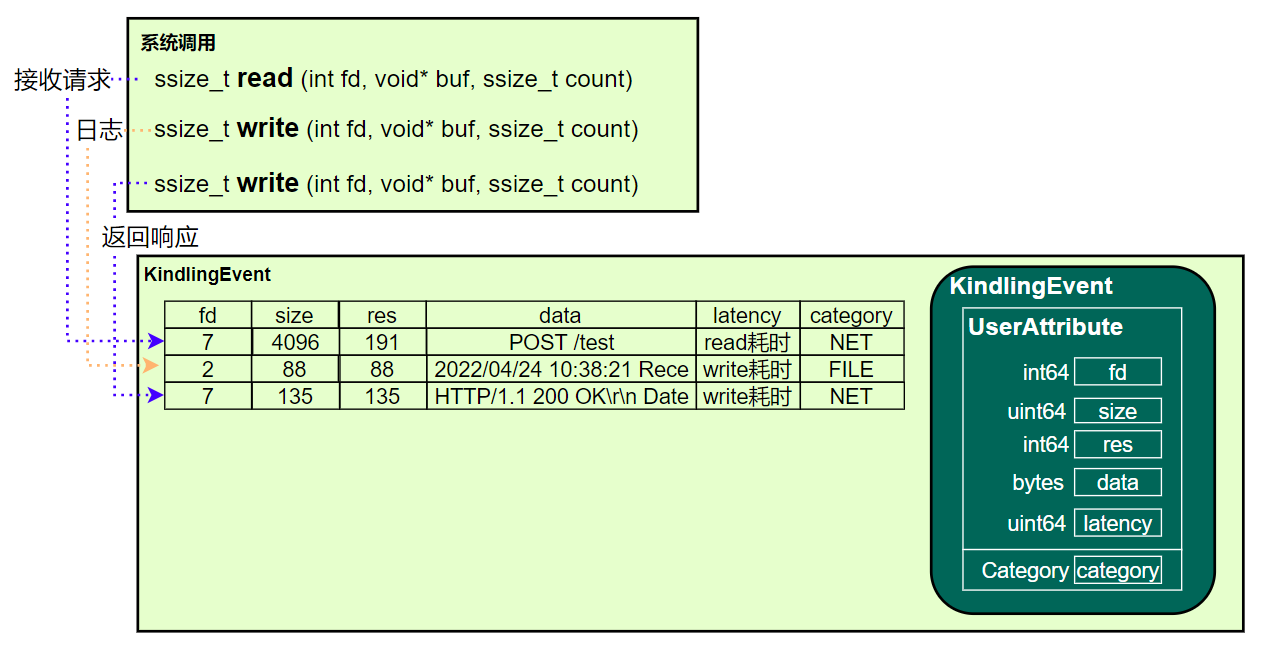 系统调用
接收请求
ssize_t read (int fd, void* buf, ssize_t count)
日志
ssize_t write (int fd, void* buf, ssize_t count)
ssize_t write (int fd, void* buf, ssize_t count)
返回响应
KindlingEvent
fd size res data latency category
7 4096 191 POST /test read耗时 NET
2 88 88 2022/04/24 10:38:21 Rece write耗时 FILE
7 135 135 HTTP/1.1 200 OK\r\n Date write耗时 NET
KindlingEvent
UserAttribute
int64 fd
uint64 size
int64 res
bytes data
uint64 latency
Category category